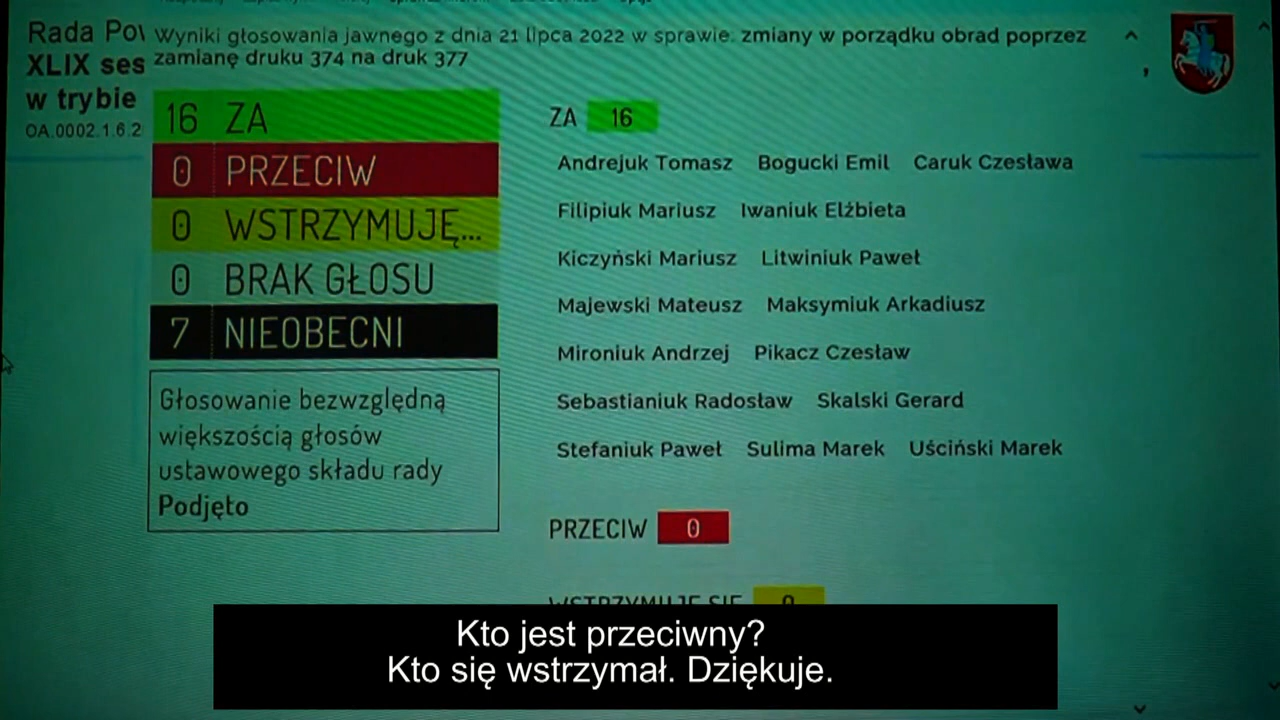 Rada Pov
XLIX ses
w trybie
OA.0002.1.6.2
Wyniki głosowania jawnego z dnia 21 lipca 2022 w sprawie: zmiany w porządku obrad poprzez
zamianę druku 374 na druk 377
16 ZA
0 PRZECIW
0 WSTRZYMUJĘ...
0 BRAK GŁOSU
7 NIEOBECNI
Głosowanie bezwzględną
większością głosów
ustawowego składu rady
Podjęto
ZA 16
Andrejuk Tomasz Bogucki Emil Caruk Czesława
Filipiuk Mariusz Iwaniuk Elżbieta
Kiczyński Mariusz Litwiniuk Paweł
Majewski Mateusz Maksymiuk Arkadiusz
Mironiuk Andrzej Pikacz Czesław
Sebastianiuk Radosław Skalski Gerard
Stefaniuk Paweł Sulima Marek Uściński Marek
PRZECIW 0
WSTRZYMUJE SIĘ 0
Kto jest przeciwny?
Kto się wstrzymał. Dziękuje.